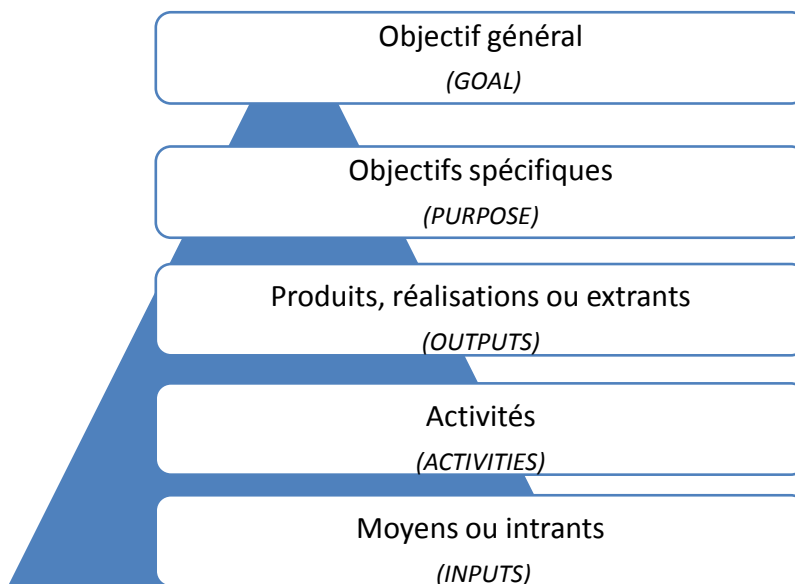 Objectif général
(GOAL)
Objectifs spécifiques
(PURPOSE)
Produits, réalisations ou extrants
(OUTPUTS)
Activités
(ACTIVITIES)
Moyens ou intrants
(INPUTS)